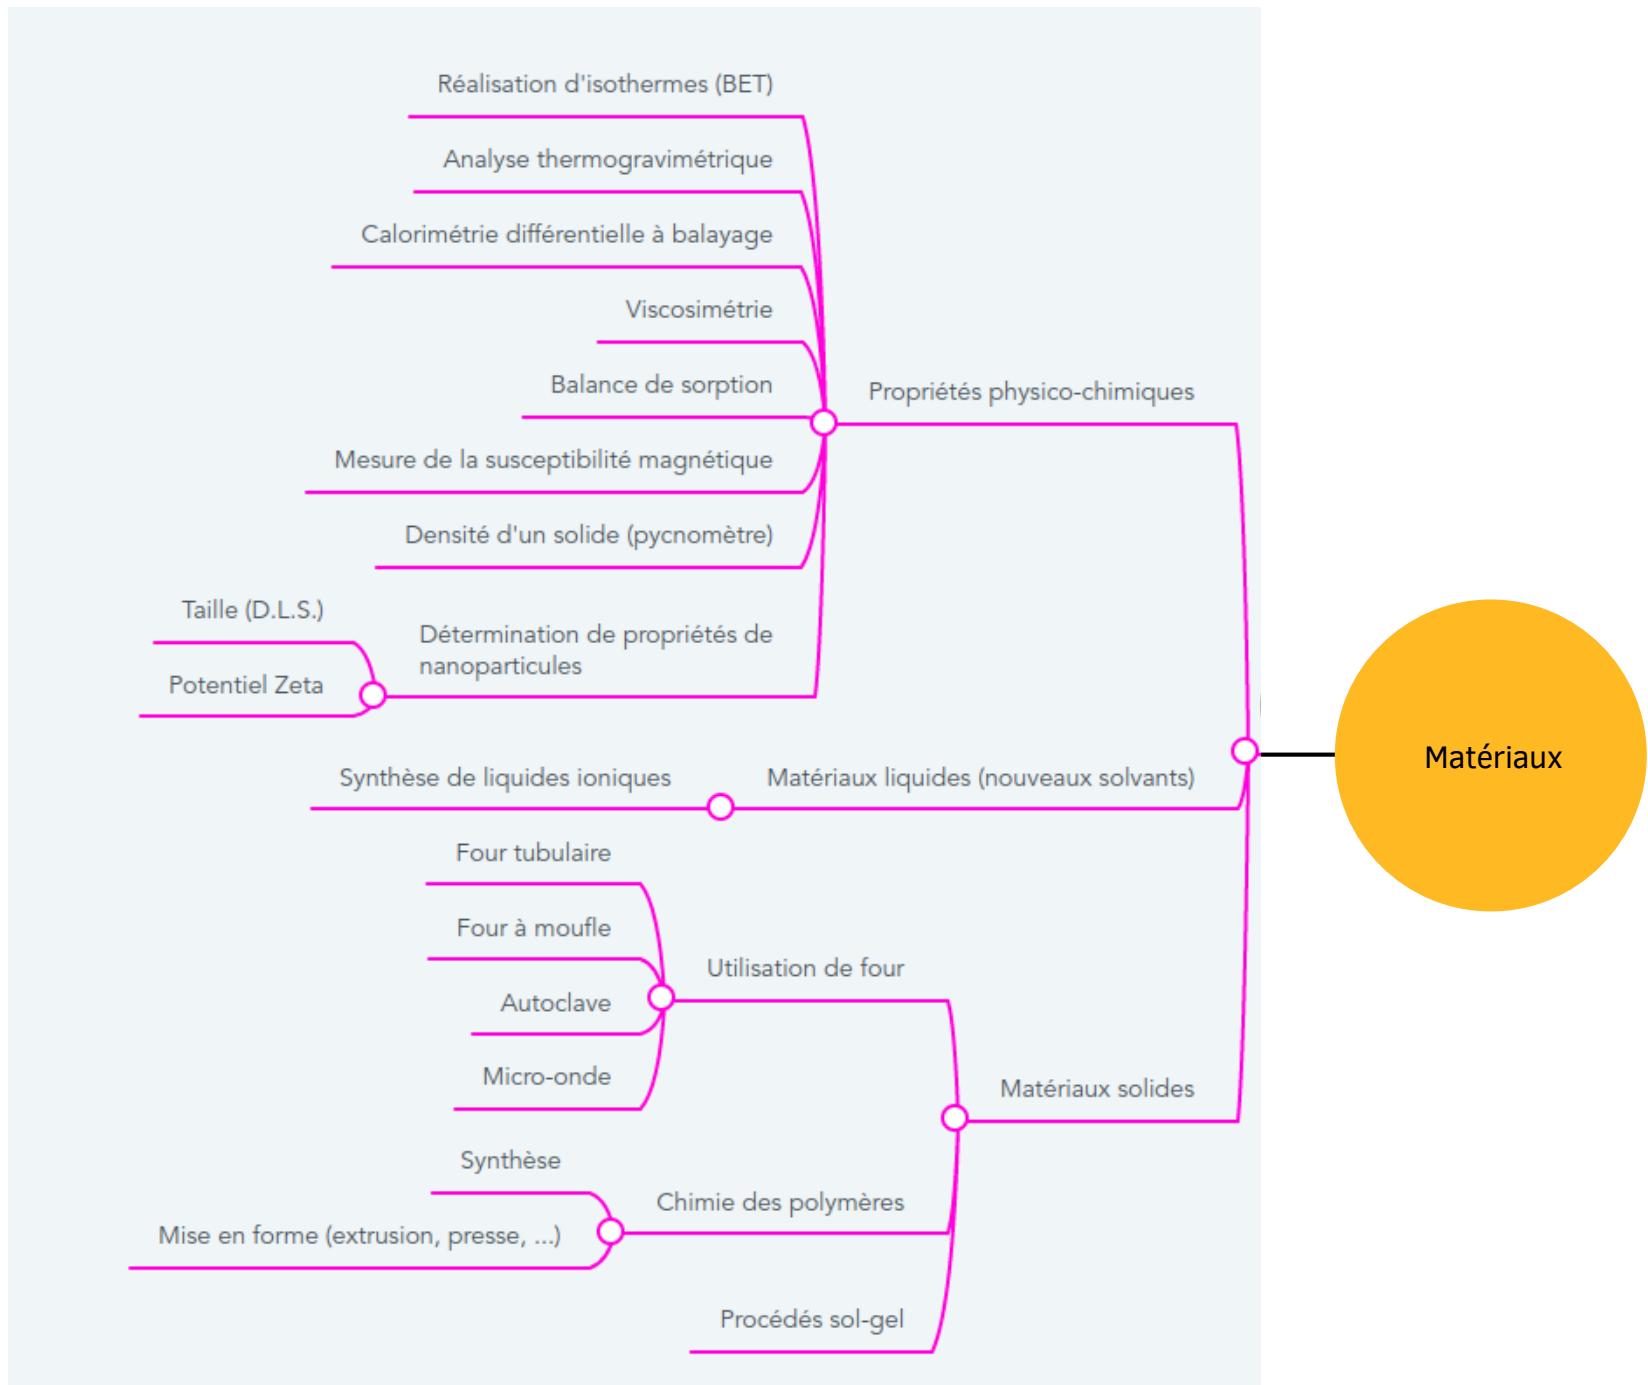 Réalisation d'isothermes (BET)
Analyse thermogravimétrique
Calorimétrie différentielle à balayage
Viscosimétrie
Balance de sorption
Propriétés physico-chimiques
Mesure de la susceptibilité magnétique
Densité d'un solide (pycnomètre)
Taille (D.L.S.)
Détermination de propriétés de
nanoparticules
Potentiel Zeta
Matériaux
Synthèse de liquides ioniques
Matériaux liquides (nouveaux solvants)
Four tubulaire
Four à moufle
Utilisation de four
Autoclave
Micro-onde
Matériaux solides
Synthèse
Chimie des polymères
Mise en forme (extrusion, presse, ...)
Procédés sol-gel